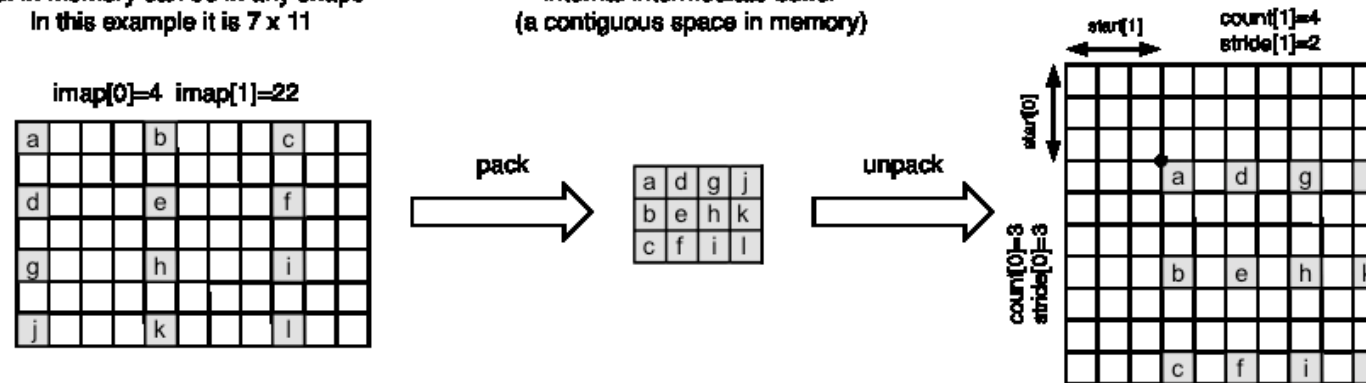 In this example it is 7 x 11
(a contiguous space in memory)
imap[0]=4 imap[1]=22
a b c
d e f
g h i
j k l
pack
a d g j
b e h k
c f i l
unpack
start[1]
count[1]=4
stride[1]=2
start[0]
count[0]=3
stride[0]=3
a d g
b e h
c f i